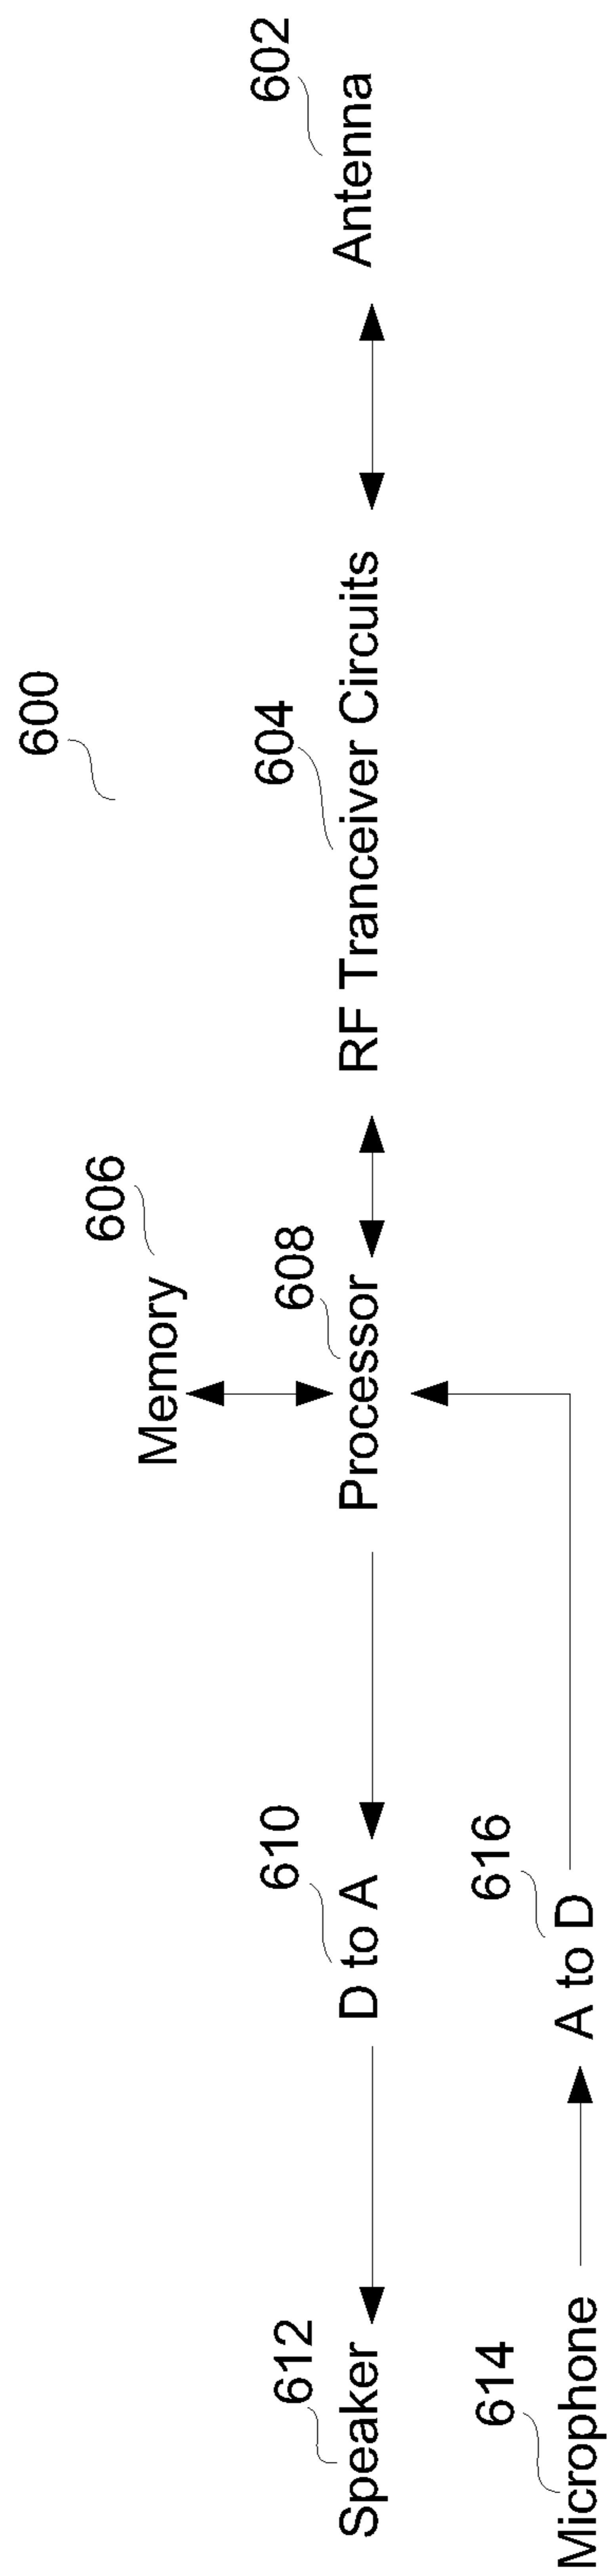 600
606
Memory
612
610
608
604
602
Speaker
D to A
Processor
RF Tranceiver Circuits
Antenna
614
616
Microphone
A to D